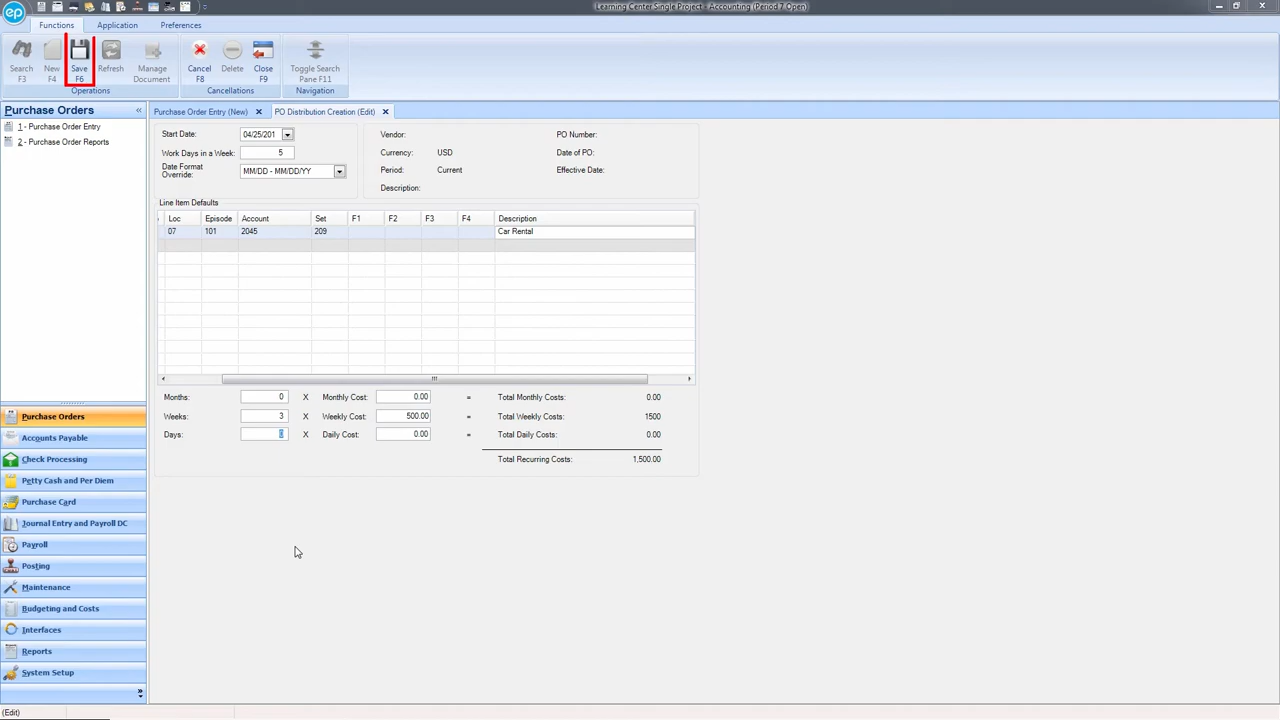 ep
Learning Center Single Project - Accounting (Period 7 Open)
Functions Application Preferences
Search F3
New F4
Save F6
Refresh
Manage Document
Cancel F8
Delete
Close F9
Toggle Search Pane F11
Operations Cancellations Navigation
Purchase Orders «
1 - Purchase Order Entry
2 - Purchase Order Reports
Purchase Order Entry (New) PO Distribution Creation (Edit)
Start Date: 04/25/201
Work Days in a Week: 5
Date Format Override: MM/DD - MM/DD/YY
Vendor: PO Number:
Currency: USD Date of PO:
Period: Current Effective Date:
Description:
Line Item Defaults
Loc Episode Account Set F1 F2 F3 F4 Description
07 101 2045 209 Car Rental
Months: 0 X Monthly Cost: 0.00 = Total Monthly Costs: 0.00
Weeks: 3 X Weekly Cost: 500.00 = Total Weekly Costs: 1500
Days: 0 X Daily Cost: 0.00 = Total Daily Costs: 0.00
Total Recurring Costs: 1,500.00
Purchase Orders
Accounts Payable
Check Processing
Petty Cash and Per Diem
Purchase Card
Journal Entry and Payroll DC
Payroll
Posting
Maintenance
Budgeting and Costs
Interfaces
Reports
System Setup
»
(Edit)